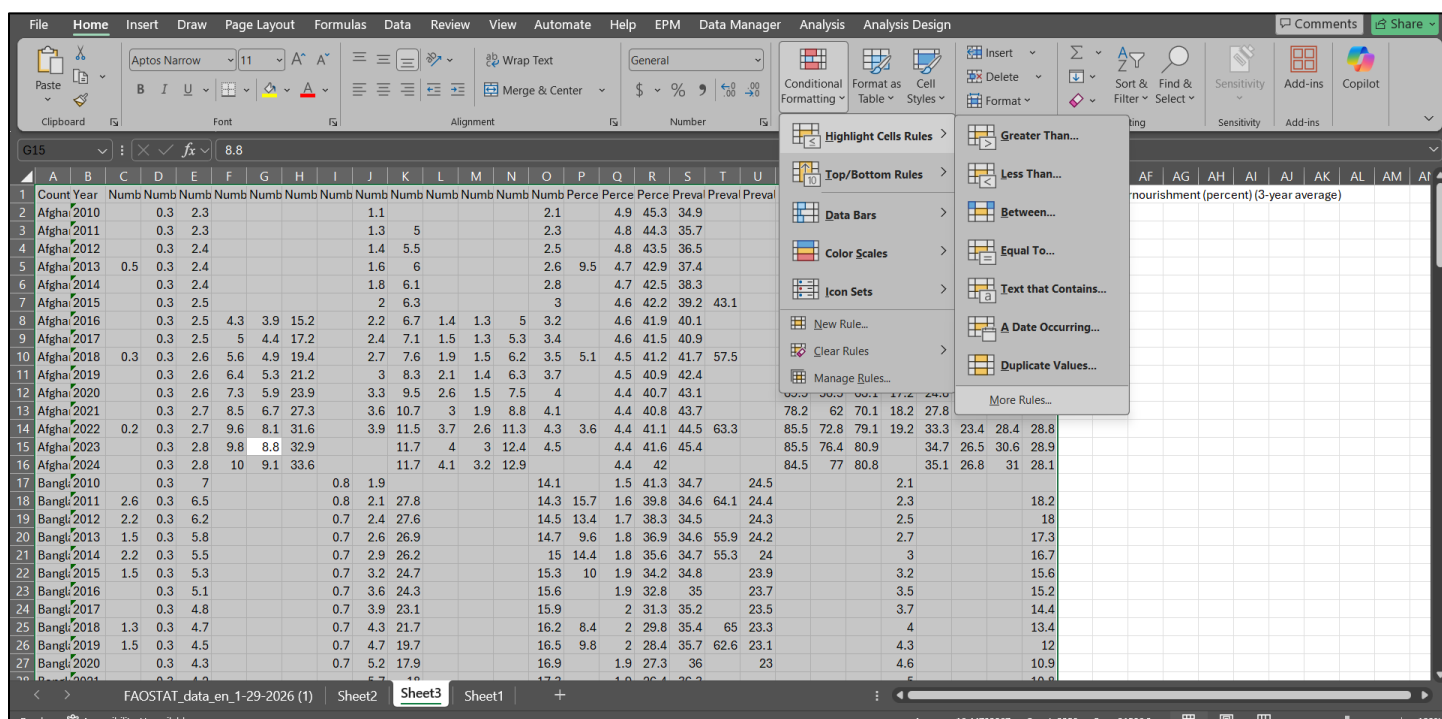 File Home Insert Draw Page Layout Formulas Data Review View Automate Help EPM Data Manager Analysis Analysis Design Comments Share
Aptos Narrow 11 Wrap Text General Insert
Paste B I U Merge & Center $ % Conditional Formatting Format as Table Cell Styles Delete Format Sort & Filter Find & Select Sensitivity Add-ins Copilot
Clipboard Font Alignment Number Sensitivity Add-ins
G15 fx 8.8
Highlight Cells Rules
Top/Bottom Rules
Data Bars
Color Scales
Icon Sets
New Rule...
Clear Rules
Manage Rules...
Greater Than...
Less Than...
Between...
Equal To...
Text that Contains...
A Date Occurring...
Duplicate Values...
More Rules...
A B C D E F G H I J K L M N O P Q R S T U AF AG AH AI AJ AK AL AM
1 Count Year Numb Numb Numb Numb Numb Numb Numb Numb Numb Numb Numb Numb Numb Perce Perce Perce Preval Preval Preval nourishment (percent) (3-year average)
2 Afgha 2010 0.3 2.3 1.1 2.1 4.9 45.3 34.9
3 Afgha 2011 0.3 2.3 1.3 5 2.3 4.8 44.3 35.7
4 Afgha 2012 0.3 2.4 1.4 5.5 2.5 4.8 43.5 36.5
5 Afgha 2013 0.5 0.3 2.4 1.6 6 2.6 9.5 4.7 42.9 37.4
6 Afgha 2014 0.3 2.4 1.8 6.1 2.8 4.7 42.5 38.3
7 Afgha 2015 0.3 2.5 2 6.3 3 4.6 42.2 39.2 43.1
8 Afgha 2016 0.3 2.5 4.3 3.9 15.2 2.2 6.7 1.4 1.3 5 3.2 4.6 41.9 40.1
9 Afgha 2017 0.3 2.5 5 4.4 17.2 2.4 7.1 1.5 1.3 5.3 3.4 4.6 41.5 40.9
10 Afgha 2018 0.3 0.3 2.6 5.6 4.9 19.4 2.7 7.6 1.9 1.5 6.2 3.5 5.1 4.5 41.2 41.7 57.5
11 Afgha 2019 0.3 2.6 6.4 5.3 21.2 3 8.3 2.1 1.4 6.3 3.7 4.5 40.9 42.4
12 Afgha 2020 0.3 2.6 7.3 5.9 23.9 3.3 9.5 2.6 1.5 7.5 4 4.4 40.7 43.1
13 Afgha 2021 0.3 2.7 8.5 6.7 27.3 3.6 10.7 3 1.9 8.8 4.1 4.4 40.8 43.7 78.2 62 70.1 18.2 27.8
14 Afgha 2022 0.2 0.3 2.7 9.6 8.1 31.6 3.9 11.5 3.7 2.6 11.3 4.3 3.6 4.4 41.1 44.5 63.3 85.5 72.8 79.1 19.2 33.3 23.4 28.4 28.8
15 Afgha 2023 0.3 2.8 9.8 8.8 32.9 11.7 4 3 12.4 4.5 4.4 41.6 45.4 85.5 76.4 80.9 34.7 26.5 30.6 28.9
16 Afgha 2024 0.3 2.8 10 9.1 33.6 11.7 4.1 3.2 12.9 4.4 42 84.5 77 80.8 35.1 26.8 31 28.1
17 Bangl 2010 0.3 7 0.8 1.9 14.1 1.5 41.3 34.7 24.5 2.1
18 Bangl 2011 2.6 0.3 6.5 0.8 2.1 27.8 14.3 15.7 1.6 39.8 34.6 64.1 24.4 2.3 18.2
19 Bangl 2012 2.2 0.3 6.2 0.7 2.4 27.6 14.5 13.4 1.7 38.3 34.5 24.3 2.5 18
20 Bangl 2013 1.5 0.3 5.8 0.7 2.6 26.9 14.7 9.6 1.8 36.9 34.6 55.9 24.2 2.7 17.3
21 Bangl 2014 2.2 0.3 5.5 0.7 2.9 26.2 15 14.4 1.8 35.6 34.7 55.3 24 3 16.7
22 Bangl 2015 1.5 0.3 5.3 0.7 3.2 24.7 15.3 10 1.9 34.2 34.8 23.9 3.2 15.6
23 Bangl 2016 0.3 5.1 0.7 3.6 24.3 15.6 1.9 32.8 35 23.7 3.5 15.2
24 Bangl 2017 0.3 4.8 0.7 3.9 23.1 15.9 2 31.3 35.2 23.5 3.7 14.4
25 Bangl 2018 1.3 0.3 4.7 0.7 4.3 21.7 16.2 8.4 2 29.8 35.4 65 23.3 4 13.4
26 Bangl 2019 1.5 0.3 4.5 0.7 4.7 19.7 16.5 9.8 2 28.4 35.7 62.6 23.1 4.3 12
27 Bangl 2020 0.3 4.3 0.7 5.2 17.9 16.9 1.9 27.3 36 23 4.6 10.9
FAOSTAT_data_en_1-29-2026 (1) Sheet2 Sheet3 Sheet1 +